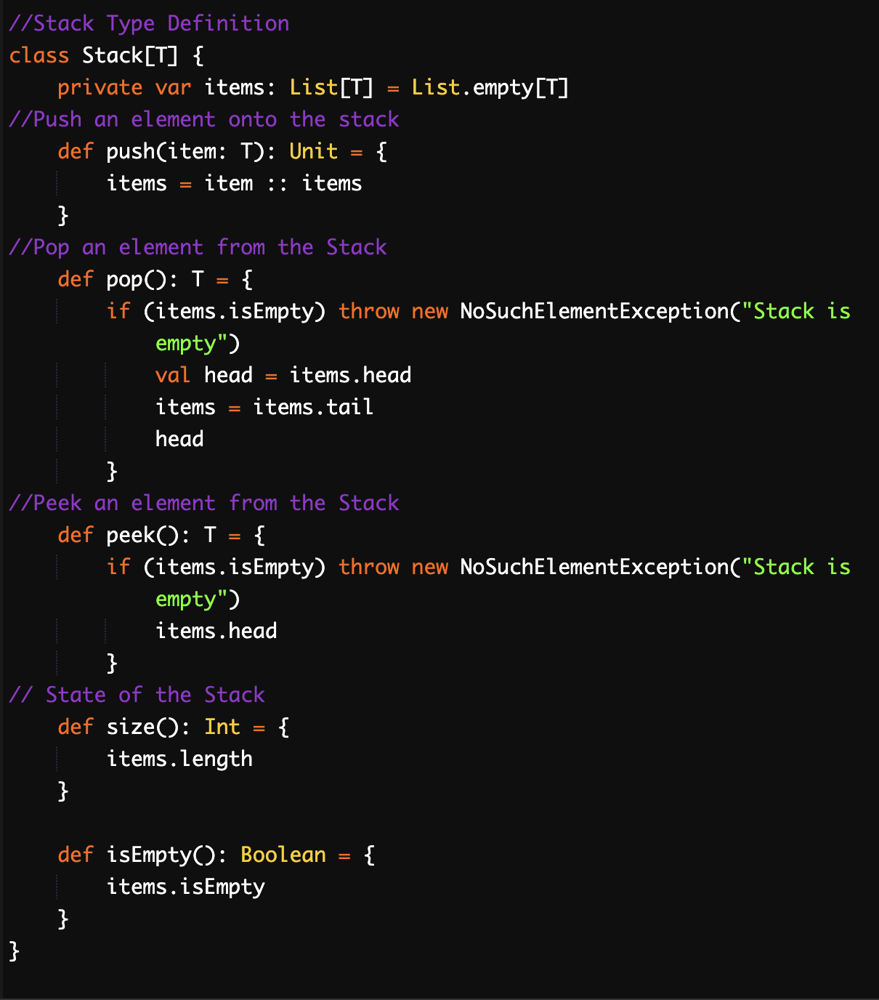 //Stack Type Definition
class Stack[T] {
    private var items: List[T] = List.empty[T]
//Push an element onto the stack
    def push(item: T): Unit = {
        items = item :: items
    }
//Pop an element from the Stack
    def pop(): T = {
        if (items.isEmpty) throw new NoSuchElementException("Stack is
            empty")
            val head = items.head
            items = items.tail
            head
        }
//Peek an element from the Stack
    def peek(): T = {
        if (items.isEmpty) throw new NoSuchElementException("Stack is
            empty")
            items.head
        }
// State of the Stack
    def size(): Int = {
        items.length
    }

    def isEmpty(): Boolean = {
        items.isEmpty
    }
}